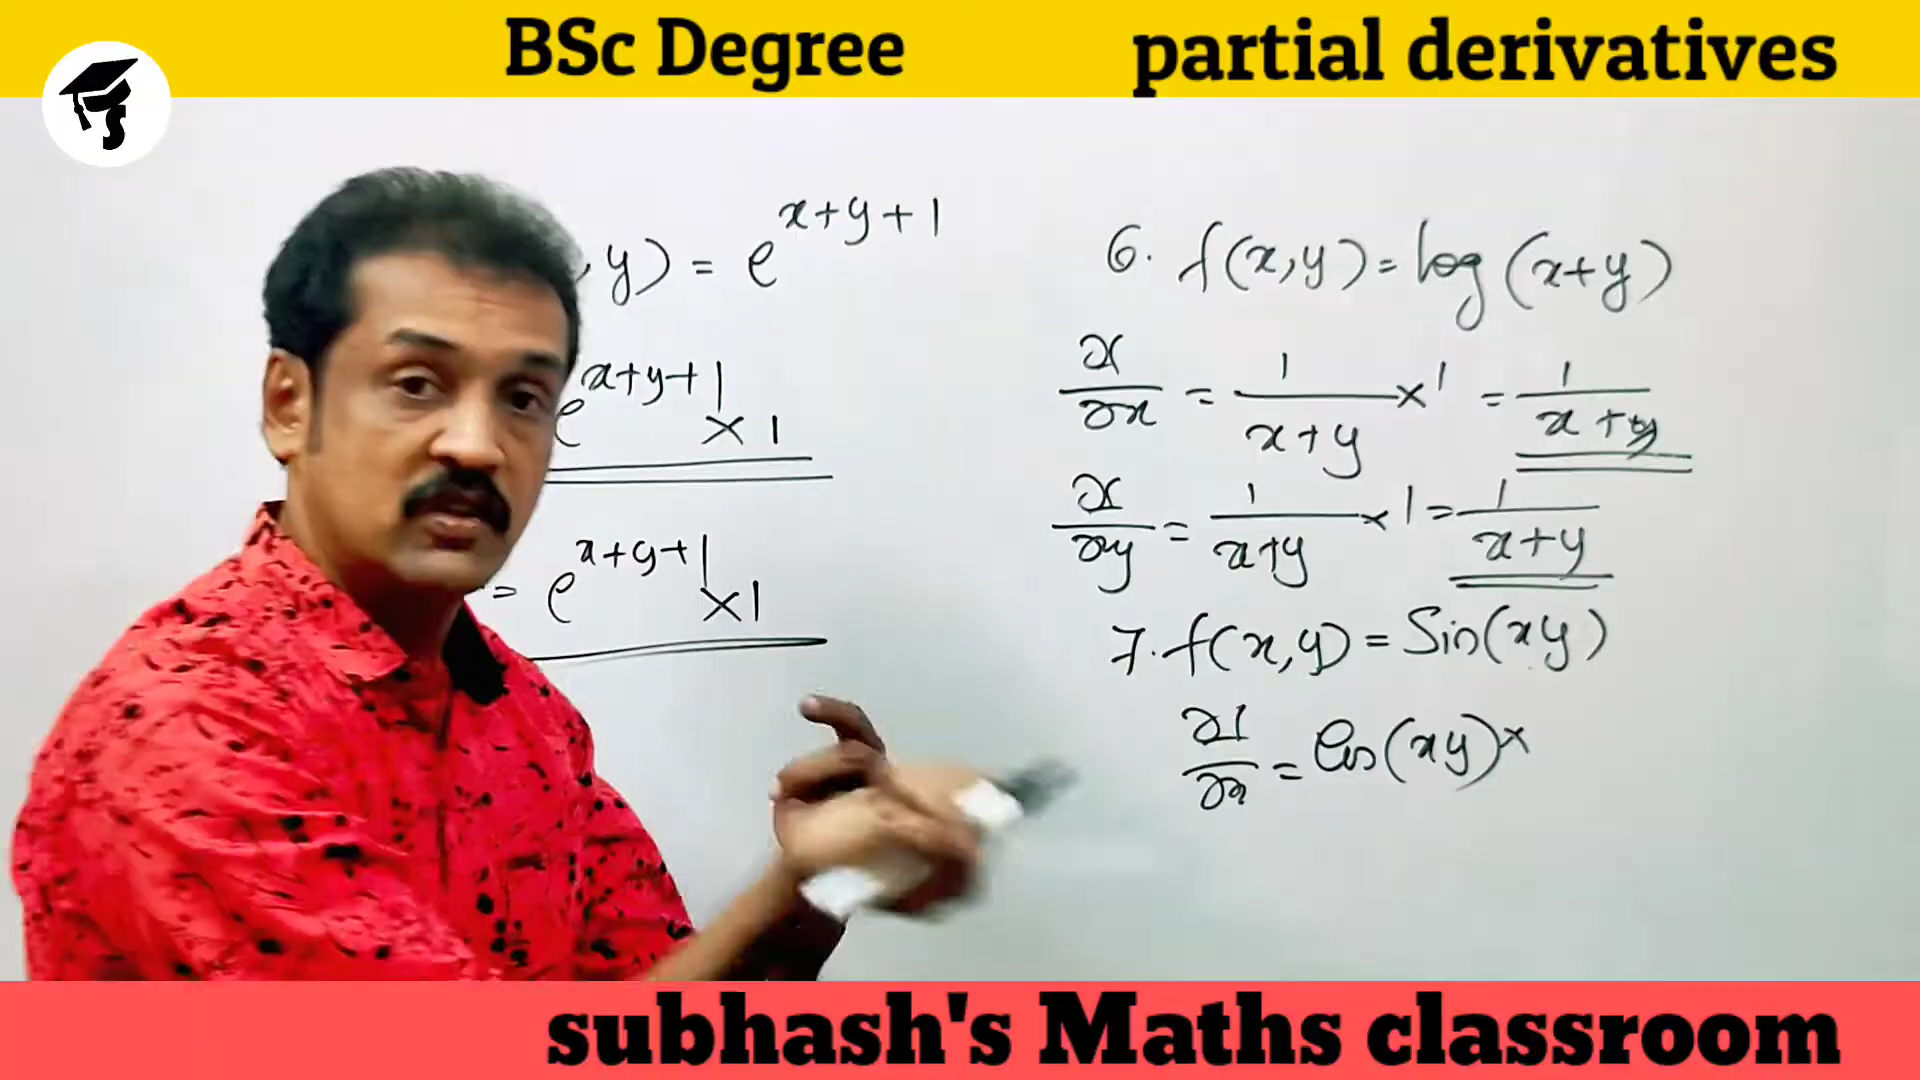 BSc Degree partial derivatives
, y) = e^{x+y+1}
e^{x+y+1} × 1
= e^{x+y+1} × 1
6. f(x,y) = log(x+y)
∂f/∂x = 1/(x+y) × 1 = 1/(x+y)
∂f/∂y = 1/(x+y) × 1 = 1/(x+y)
7. f(x,y) = Sin(xy)
∂f/∂x = Cos(xy) ×
subhash's Maths classroom